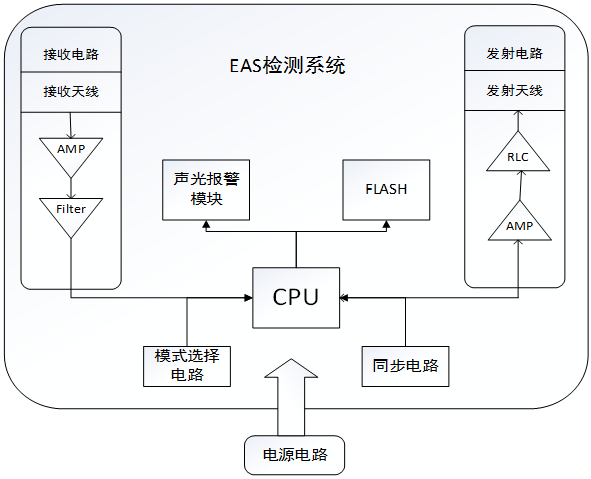 EAS检测系统
接收电路
接收天线
AMP
Filter
发射电路
发射天线
RLC
AMP
声光报警
模块
FLASH
CPU
模式选择
电路
同步电路
电源电路